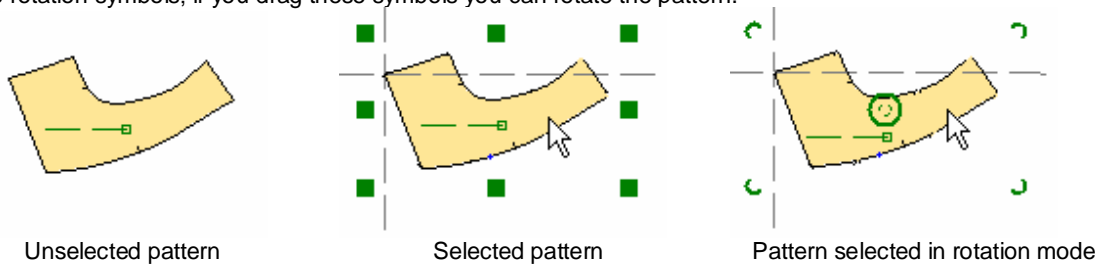 rotation symbols, if you drag these symbols you can rotate the pattern.
Unselected pattern
Selected pattern
Pattern selected in rotation mode